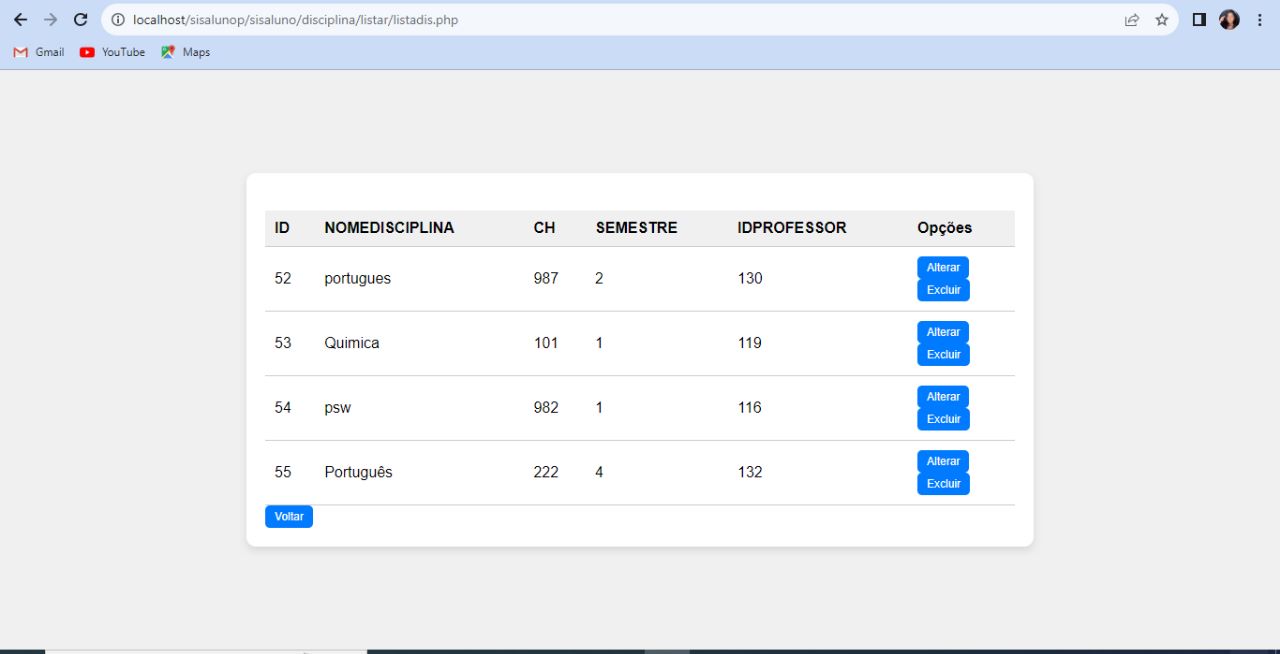 localhost/sisalunop/sisaluno/disciplina/listar/listadis.php
Gmail YouTube Maps
ID NOMEDISCIPLINA CH SEMESTRE IDPROFESSOR Opções
52 portugues 987 2 130 Alterar
Excluir
53 Quimica 101 1 119 Alterar
Excluir
54 psw 982 1 116 Alterar
Excluir
55 Português 222 4 132 Alterar
Excluir
Voltar